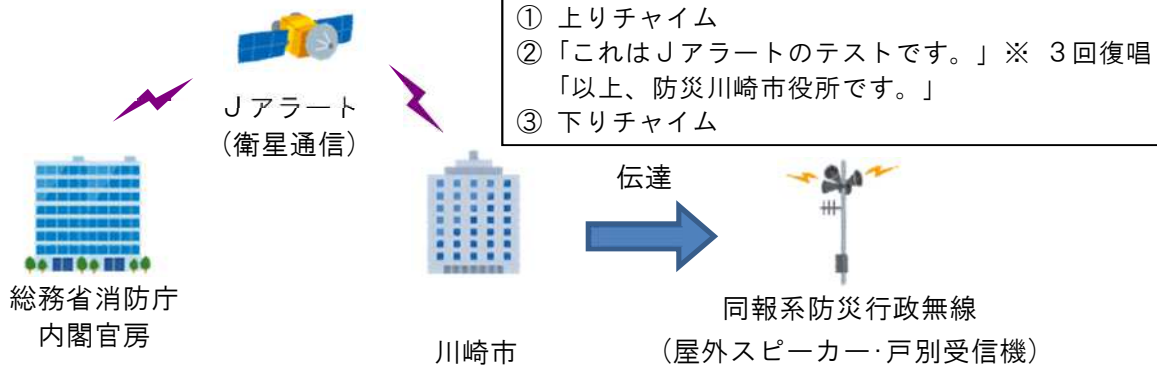 ① 上りチャイム
②「これはJアラートのテストです。」※ 3回復唱
「以上、防災川崎市役所です。」
③ 下りチャイム
Jアラート
(衛星通信)
伝達
総務省消防庁
内閣官房
川崎市
同報系防災行政無線
(屋外スピーカー・戸別受信機)